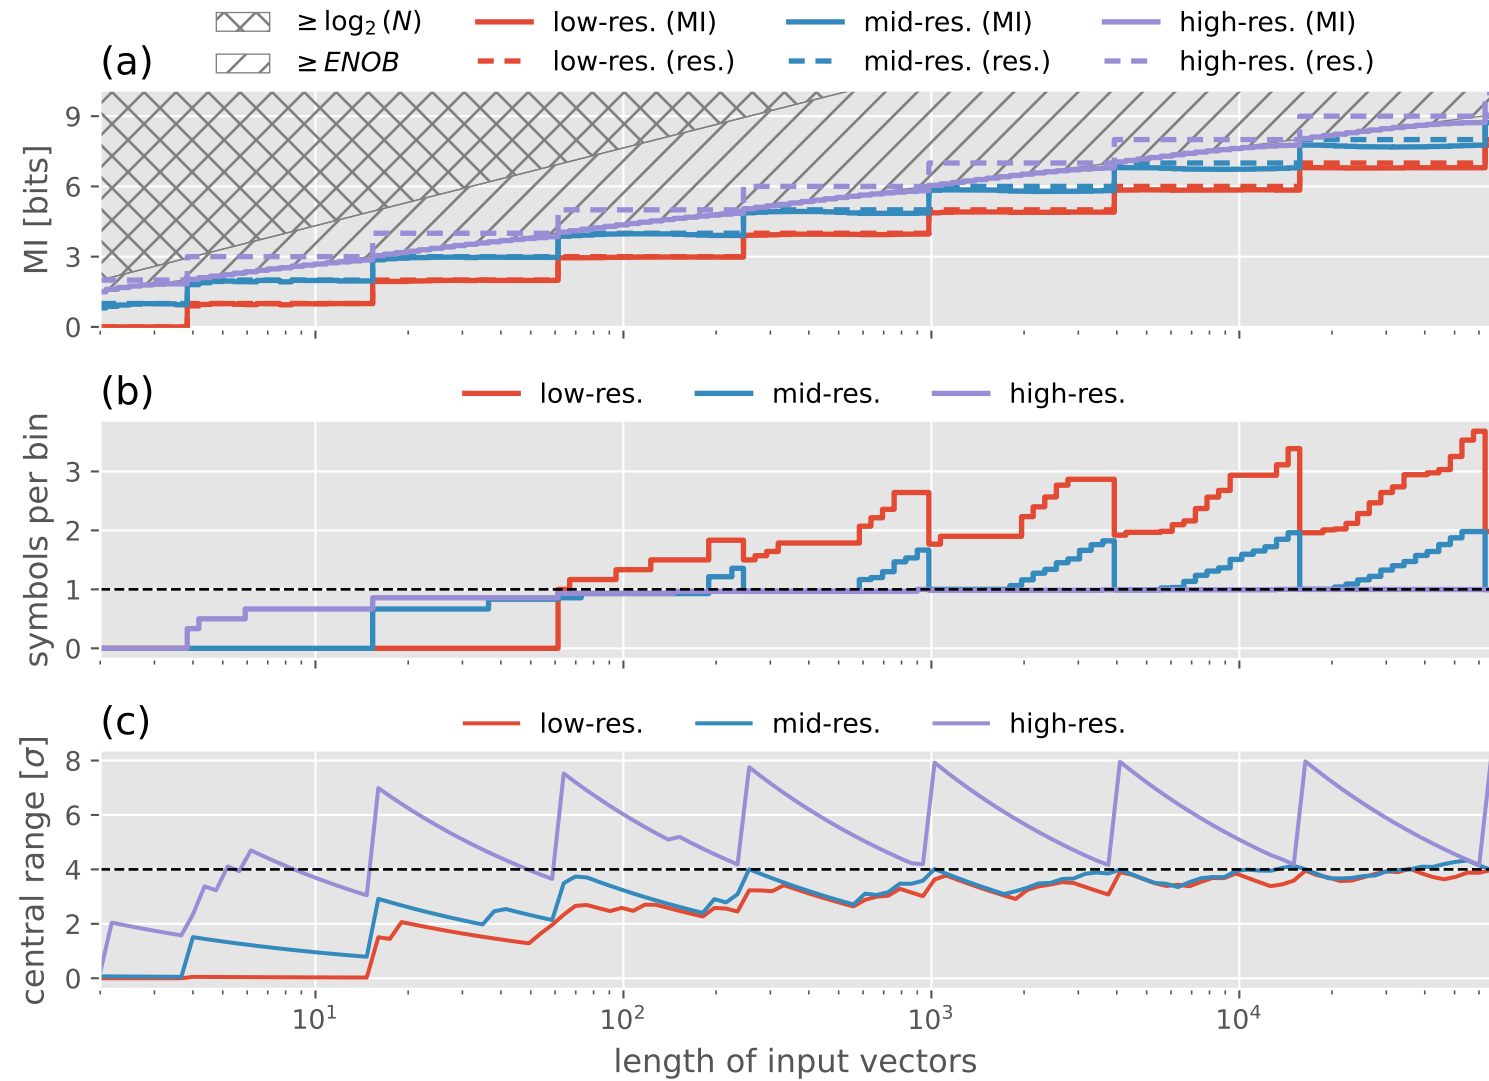 ≥ log₂(N) low-res. (MI) mid-res. (MI) high-res. (MI)
(a) ≥ ENOB low-res. (res.) mid-res. (res.) high-res. (res.)
MI [bits]
9
6
3
0
(b) low-res. mid-res. high-res.
symbols per bin
3
2
1
0
(c) low-res. mid-res. high-res.
central range [σ]
8
6
4
2
0
10¹ 10² 10³ 10⁴
length of input vectors